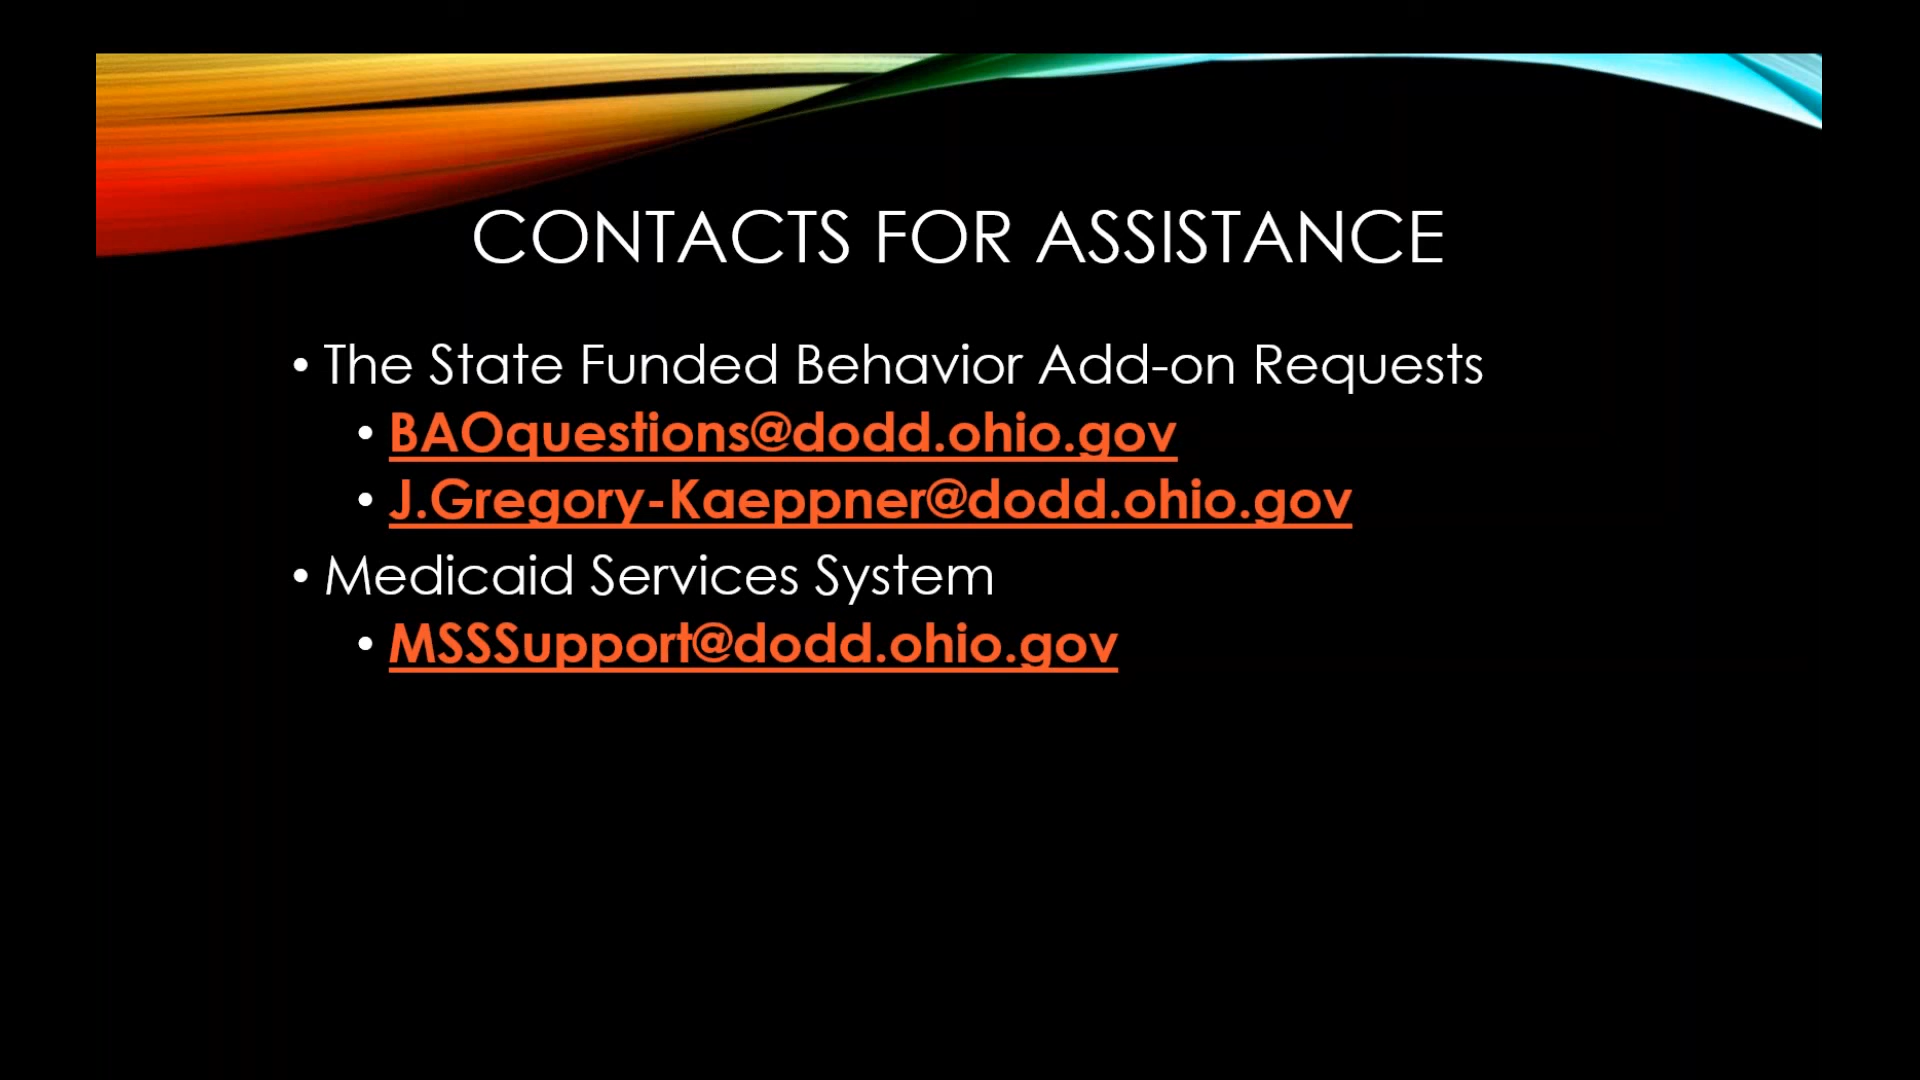 CONTACTS FOR ASSISTANCE
• The State Funded Behavior Add-on Requests
• BAOquestions@dodd.ohio.gov
• J.Gregory-Kaeppner@dodd.ohio.gov
• Medicaid Services System
• MSSSupport@dodd.ohio.gov